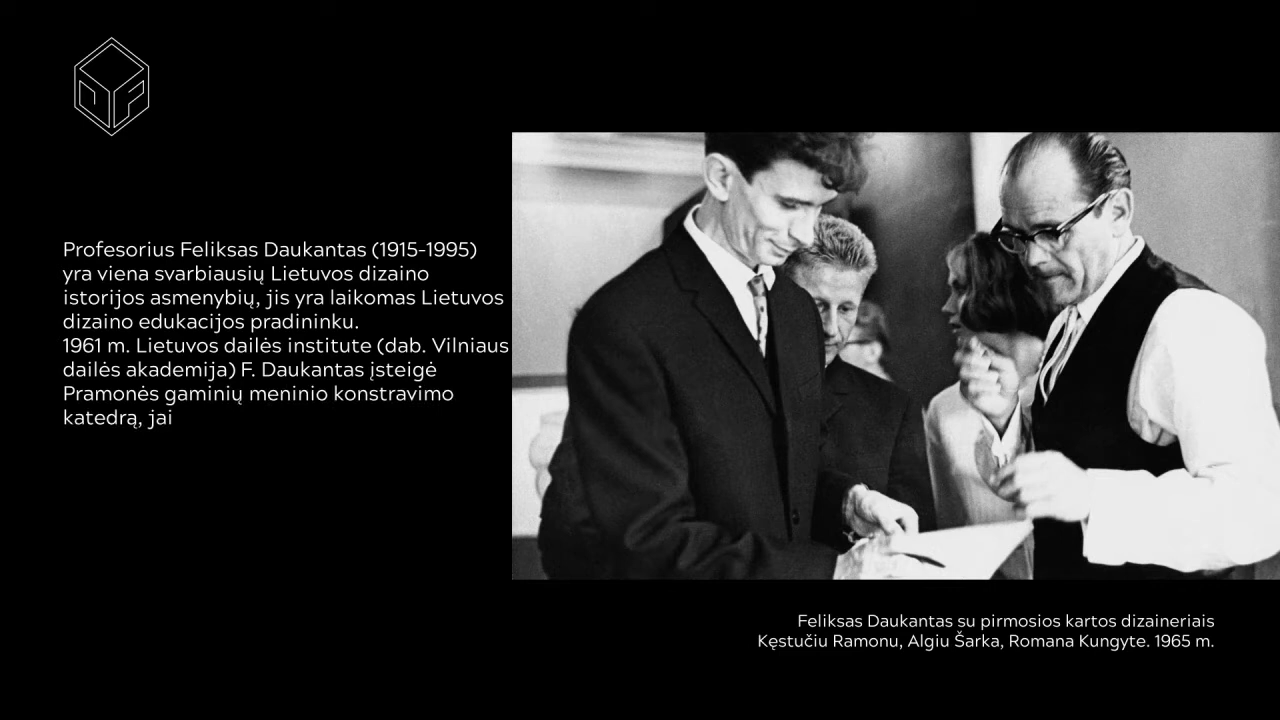 Profesorius Feliksas Daukantas (1915-1995)
yra viena svarbiausių Lietuvos dizaino
istorijos asmenybių, jis yra laikomas Lietuvos
dizaino edukacijos pradininku.
1961 m. Lietuvos dailės institute (dab. Vilniaus
dailės akademija) F. Daukantas įsteigė
Pramonės gaminių meninio konstravimo
katedrą, jai
Feliksas Daukantas su pirmosios kartos dizaineriais
Kęstučiu Ramonu, Algiu Šarka, Romana Kungyte. 1965 m.